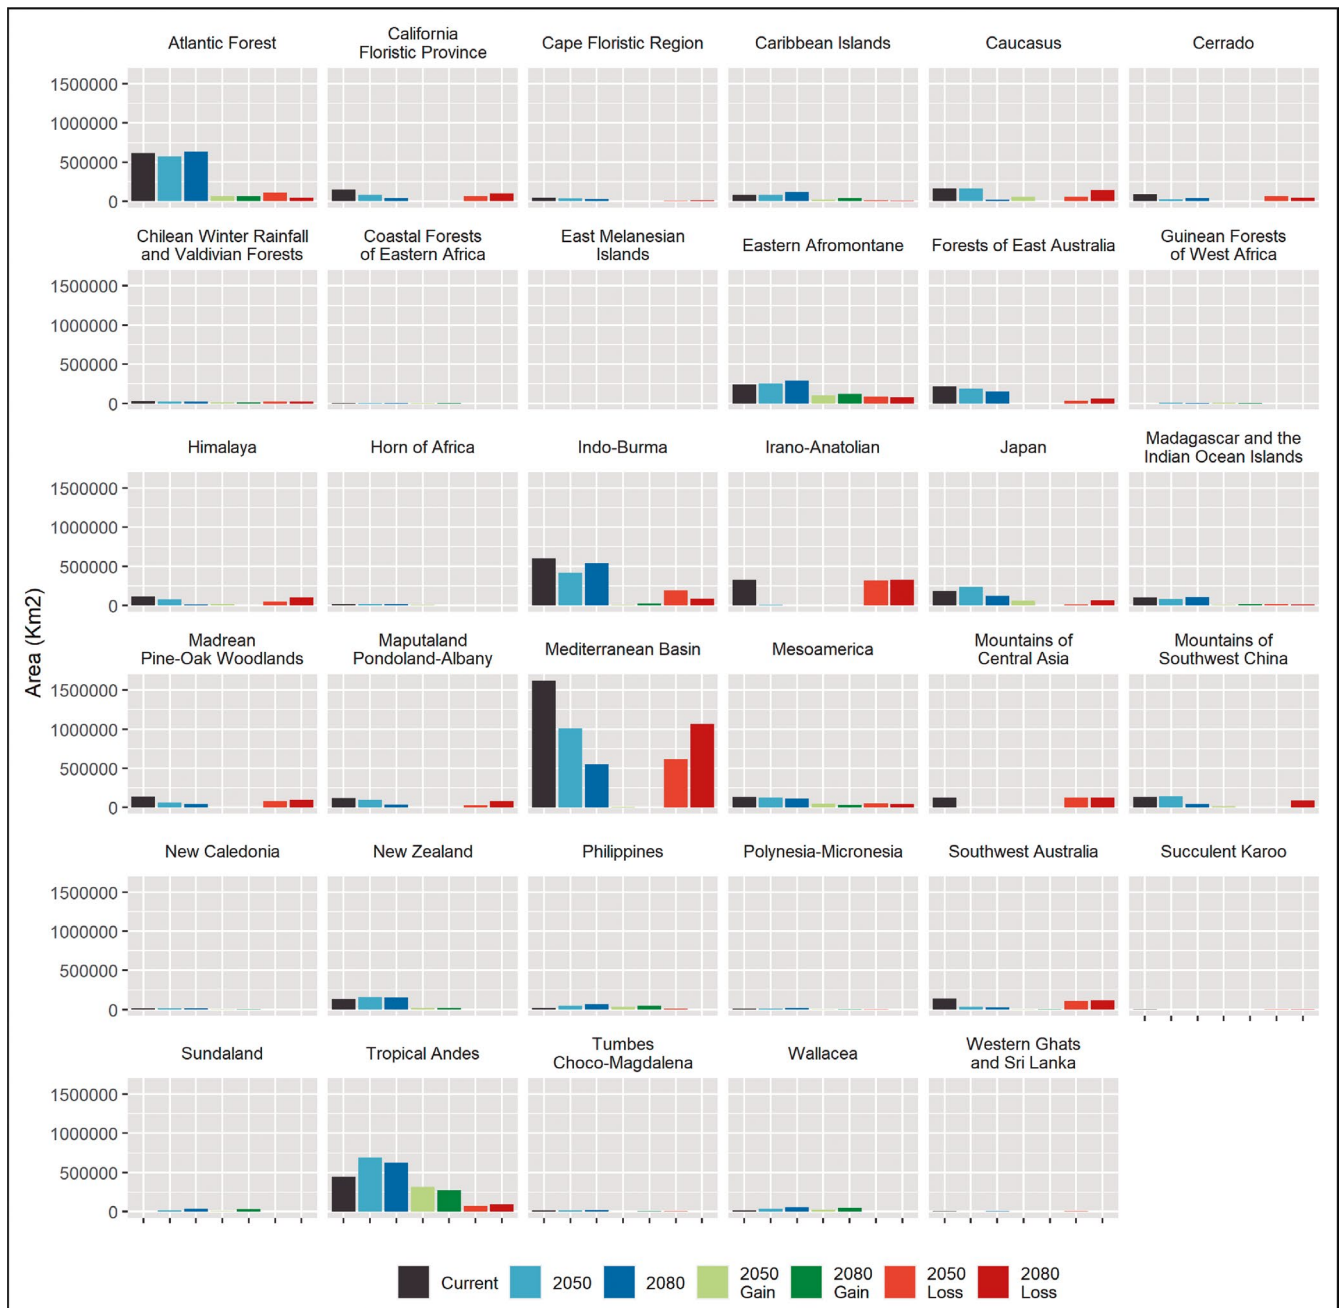 Atlantic Forest
California
Floristic Province
Cape Floristic Region
Caribbean Islands
Caucasus
Cerrado
1500000
1000000
500000
0
Chilean Winter Rainfall
and Valdivian Forests
Coastal Forests
of Eastern Africa
East Melanesian
Islands
Eastern Afromontane
Forests of East Australia
Guinean Forests
of West Africa
1500000
1000000
500000
0
Himalaya
Horn of Africa
Indo-Burma
Irano-Anatolian
Japan
Madagascar and the
Indian Ocean Islands
1500000
1000000
500000
0
Area (Km2)
Madrean
Pine-Oak Woodlands
Maputaland
Pondoland-Albany
Mediterranean Basin
Mesoamerica
Mountains of
Central Asia
Mountains of
Southwest China
1500000
1000000
500000
0
New Caledonia
New Zealand
Philippines
Polynesia-Micronesia
Southwest Australia
Succulent Karoo
1500000
1000000
500000
0
Sundaland
Tropical Andes
Tumbes
Choco-Magdalena
Wallacea
Western Ghats
and Sri Lanka
1500000
1000000
500000
0
Current
2050
2080
2050
Gain
2080
Gain
2050
Loss
2080
Loss